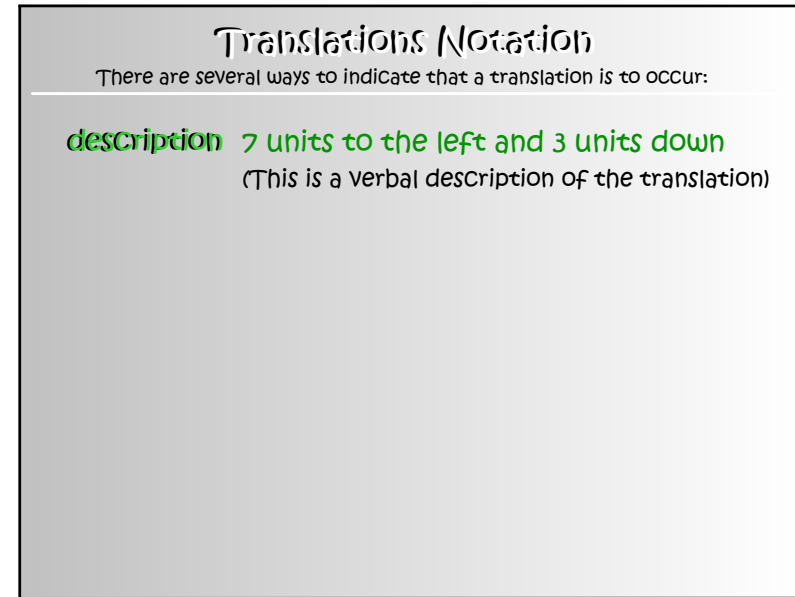 Translations Notation
There are several ways to indicate that a translation is to occur:
description 7 units to the left and 3 units down
(This is a verbal description of the translation)